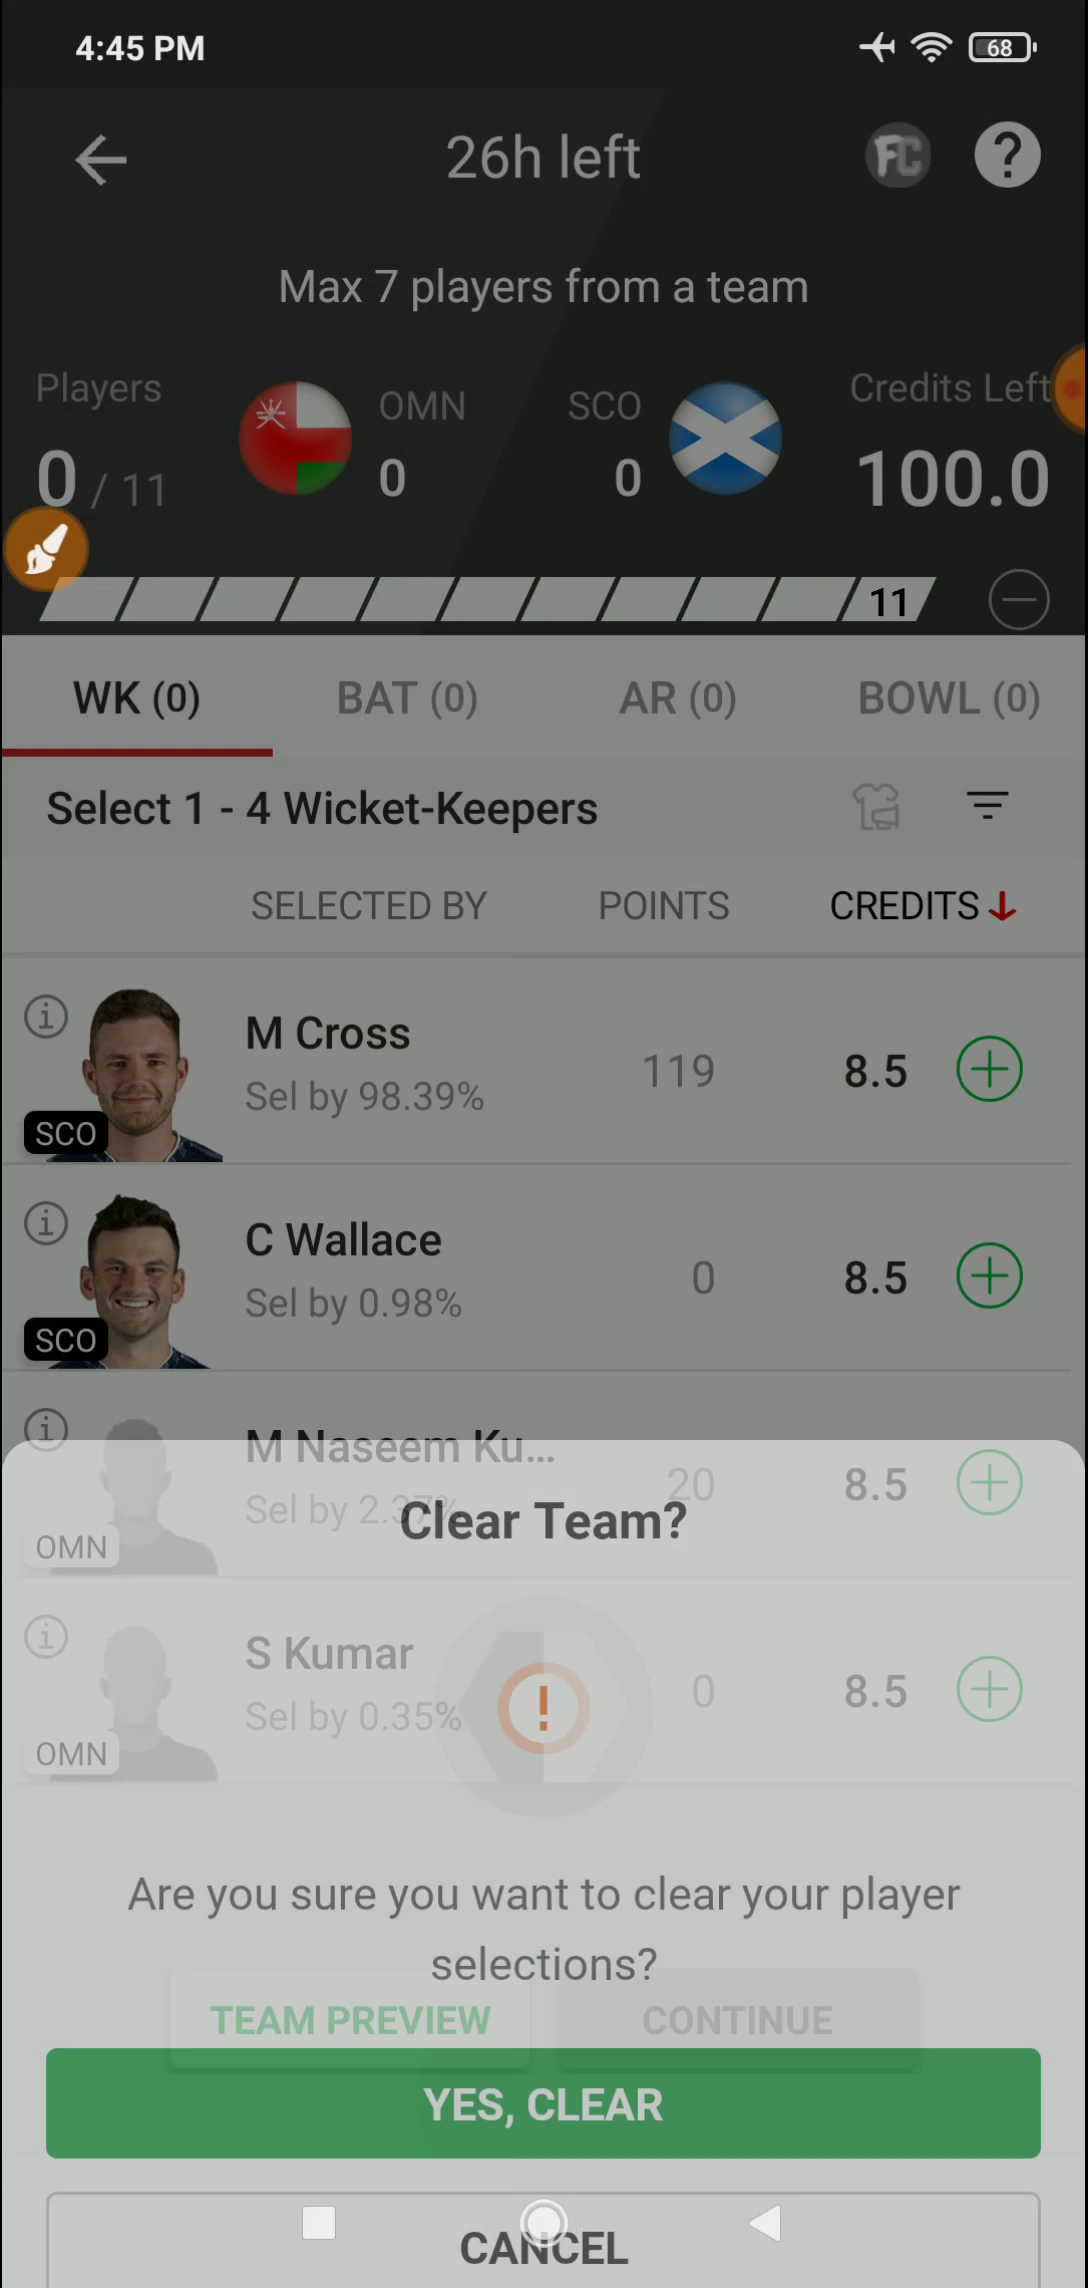 4:45 PM
68
26h left
FC
?
Max 7 players from a team
Players
OMN
SCO
Credits Left
0 / 11
0
0
100.0
11
WK (0)
BAT (0)
AR (0)
BOWL (0)
Select 1 - 4 Wicket-Keepers
SELECTED BY
POINTS
CREDITS
M Cross
Sel by 98.39%
119
8.5
SCO
C Wallace
Sel by 0.98%
0
8.5
SCO
M Naseem Ku...
Sel by 2.37%
20
8.5
OMN
Clear Team?
S Kumar
Sel by 0.35%
0
8.5
OMN
!
Are you sure you want to clear your player
selections?
TEAM PREVIEW
CONTINUE
YES, CLEAR
CANCEL